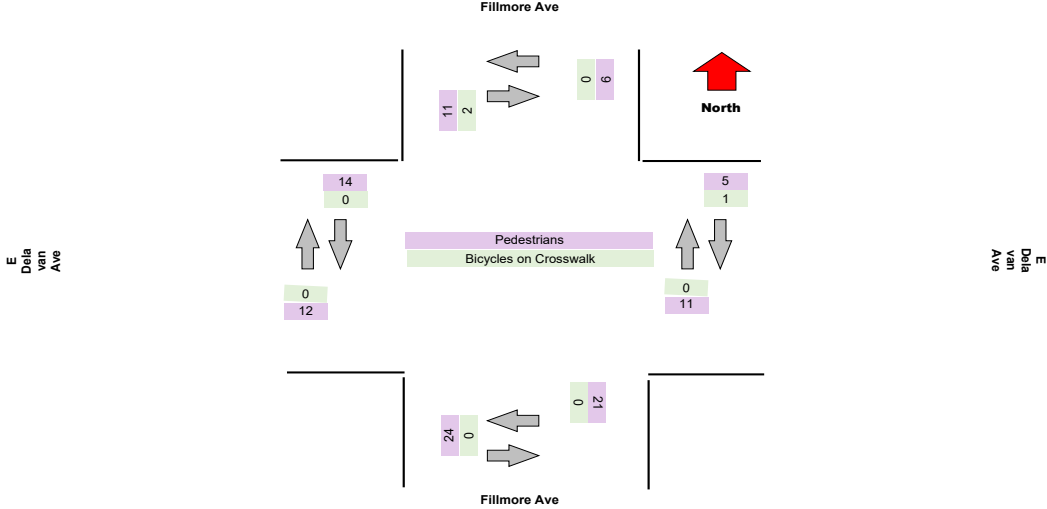 Fillmore Ave
0
6
11
2
North
14
0
5
1
Pedestrians
Bicycles on Crosswalk
E
Dela
van
Ave
E
Dela
van
Ave
0
12
0
11
0
21
24
0
Fillmore Ave